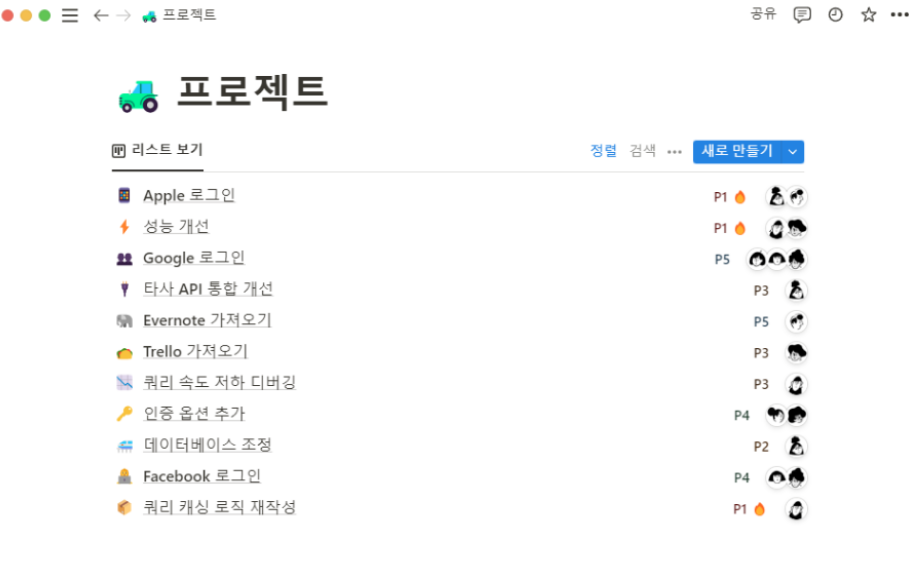 프로젝트
공유
프로젝트
리스트 보기
정렬 검색 새로 만들기
Apple 로그인 P1
성능 개선 P1
Google 로그인 P5
타사 API 통합 개선 P3
Evernote 가져오기 P5
Trello 가져오기 P3
쿼리 속도 저하 디버깅 P3
인증 옵션 추가 P4
데이터베이스 조정 P2
Facebook 로그인 P4
쿼리 캐싱 로직 재작성 P1